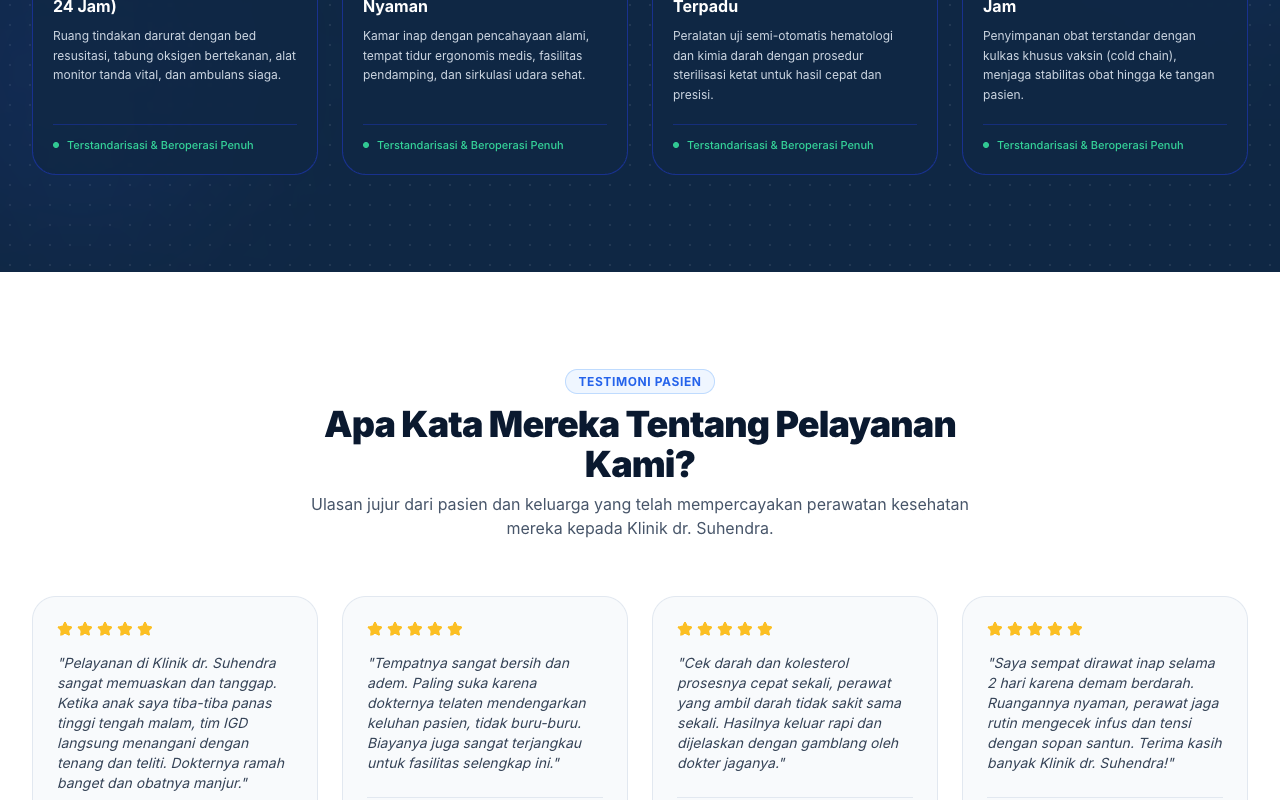 24 Jam)
Ruang tindakan darurat dengan bed
resusitasi, tabung oksigen bertekanan, alat
monitor tanda vital, dan ambulans siaga.
Terstandarisasi & Beroperasi Penuh
Nyaman
Kamar inap dengan pencahayaan alami,
tempat tidur ergonomis medis, fasilitas
pendamping, dan sirkulasi udara sehat.
Terstandarisasi & Beroperasi Penuh
Terpadu
Peralatan uji semi-otomatis hematologi
dan kimia darah dengan prosedur
sterilisasi ketat untuk hasil cepat dan
presisi.
Terstandarisasi & Beroperasi Penuh
Jam
Penyimpanan obat terstandar dengan
kulkas khusus vaksin (cold chain),
menjaga stabilitas obat hingga ke tangan
pasien.
Terstandarisasi & Beroperasi Penuh
TESTIMONI PASIEN
Apa Kata Mereka Tentang Pelayanan
Kami?
Ulasan jujur dari pasien dan keluarga yang telah mempercayakan perawatan kesehatan
mereka kepada Klinik dr. Suhendra.
"Pelayanan di Klinik dr. Suhendra
sangat memuaskan dan tanggap.
Ketika anak saya tiba-tiba panas
tinggi tengah malam, tim IGD
langsung menangani dengan
tenang dan teliti. Dokternya ramah
banget dan obatnya manjur."
"Tempatnya sangat bersih dan
adem. Paling suka karena
dokternya telaten mendengarkan
keluhan pasien, tidak buru-buru.
Biayanya juga sangat terjangkau
untuk fasilitas selengkap ini."
"Cek darah dan kolesterol
prosesnya cepat sekali, perawat
yang ambil darah tidak sakit sama
sekali. Hasilnya keluar rapi dan
dijelaskan dengan gamblang oleh
dokter jaganya."
"Saya sempat dirawat inap selama
2 hari karena demam berdarah.
Ruangannya nyaman, perawat jaga
rutin mengecek infus dan tensi
dengan sopan santun. Terima kasih
banyak Klinik dr. Suhendra!"